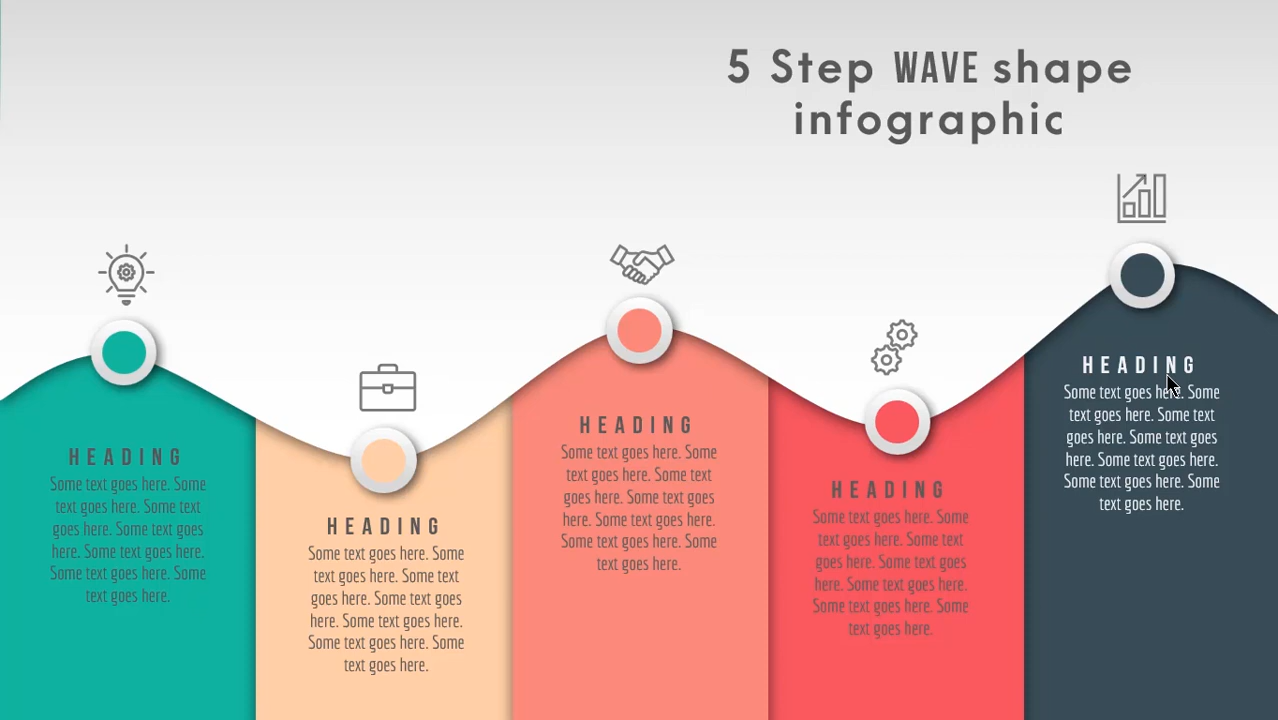 5 Step WAVE shape
infographic
HEADING
Some text goes here. Some
text goes here. Some text
goes here. Some text goes
here. Some text goes here.
Some text goes here. Some
text goes here.
HEADING
Some text goes here. Some
text goes here. Some text
goes here. Some text goes
here. Some text goes here.
Some text goes here. Some
text goes here.
HEADING
Some text goes here. Some
text goes here. Some text
goes here. Some text goes
here. Some text goes here.
Some text goes here. Some
text goes here.
HEADING
Some text goes here. Some
text goes here. Some text
goes here. Some text goes
here. Some text goes here.
Some text goes here. Some
text goes here.
HEADING
Some text goes here. Some
text goes here. Some text
goes here. Some text goes
here. Some text goes here.
Some text goes here. Some
text goes here.